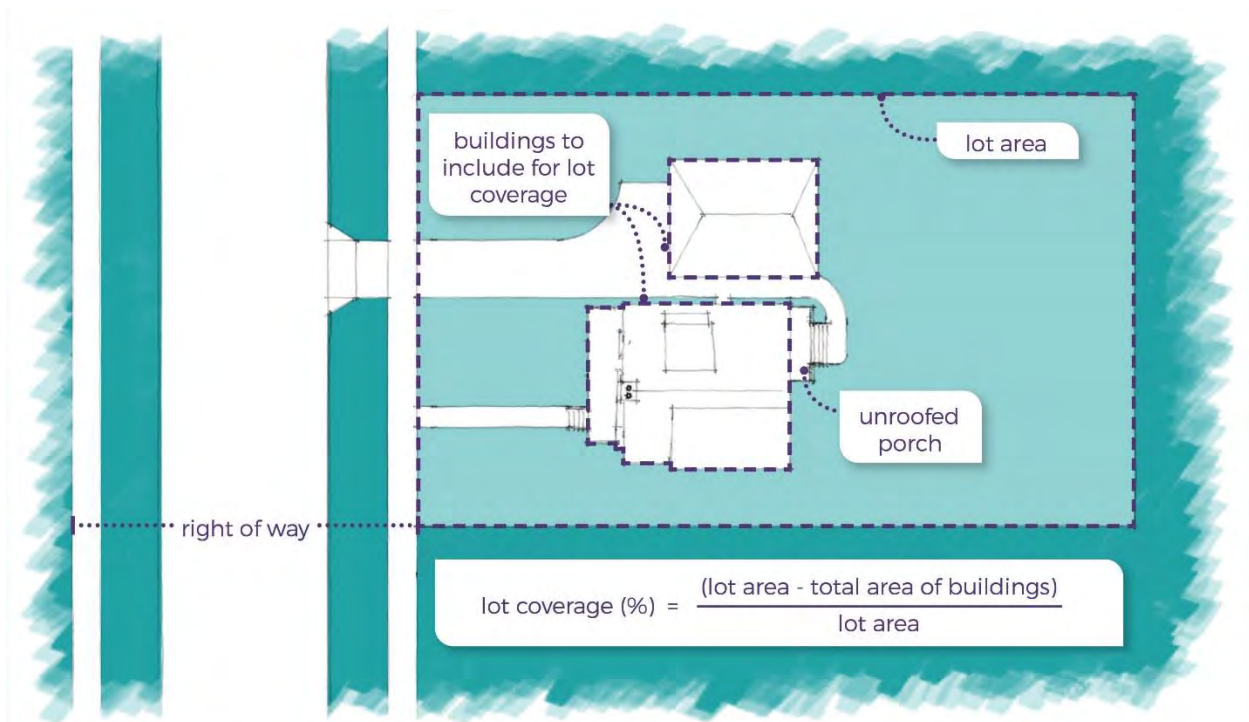 buildings to
include for lot
coverage
lot area
unroofed
porch
right of way
lot coverage (%) = (lot area - total area of buildings)
lot area